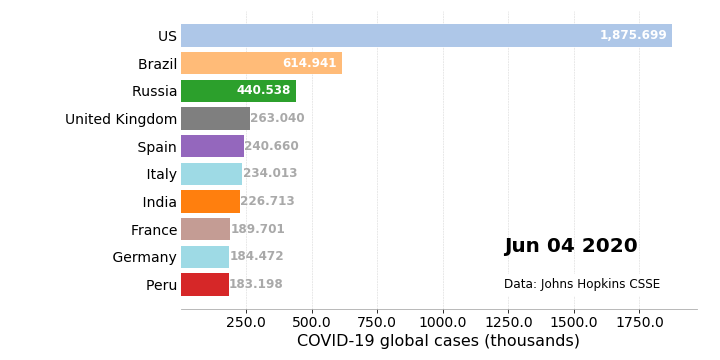 US 1,875.699
Brazil 614.941
Russia 440.538
United Kingdom 263.040
Spain 240.660
Italy 234.013
India 226.713
France 189.701
Jun 04 2020
Germany 184.472
Peru 183.198
Data: Johns Hopkins CSSE
250.0 500.0 750.0 1000.0 1250.0 1500.0 1750.0
COVID-19 global cases (thousands)